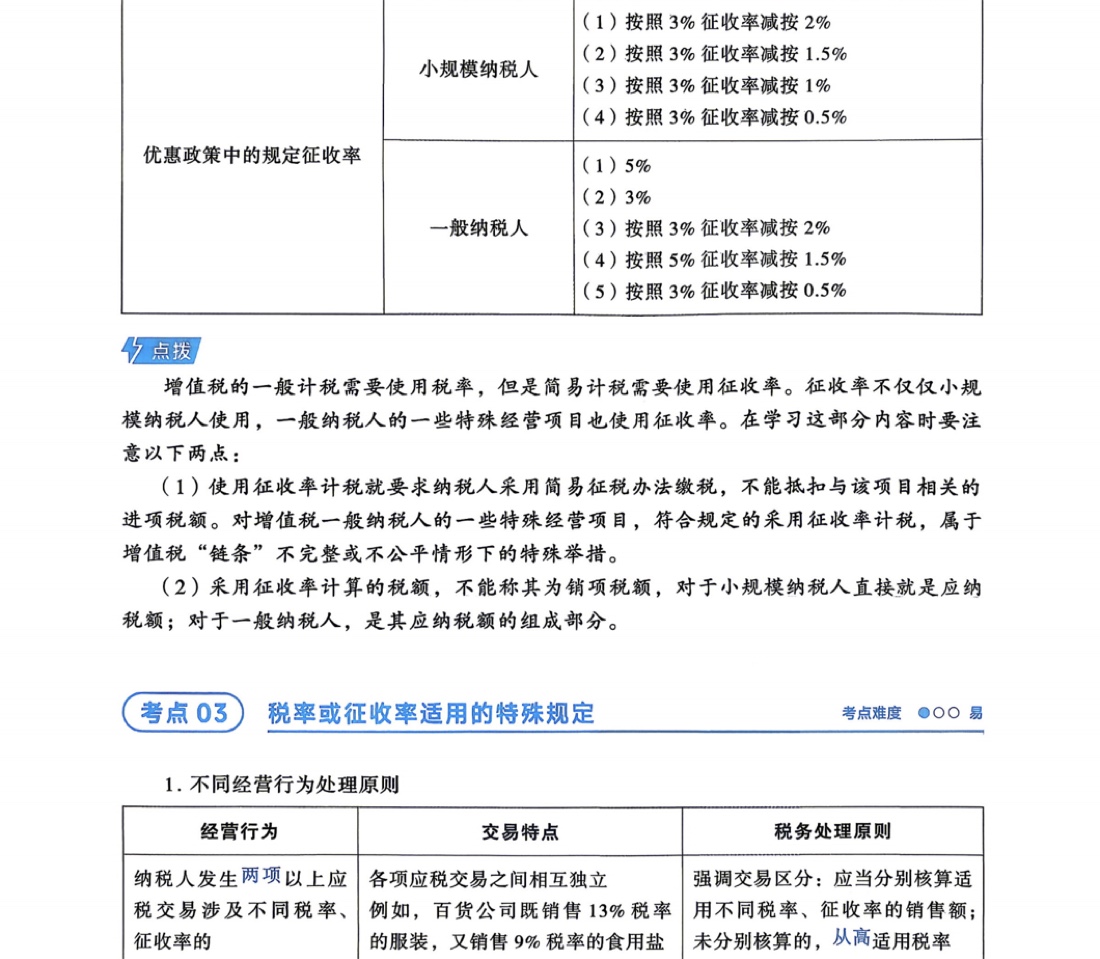 优惠政策中的规定征收率
小规模纳税人
(1)按照 3% 征收率减按 2%
(2)按照 3% 征收率减按 1.5%
(3)按照 3% 征收率减按 1%
(4)按照 3% 征收率减按 0.5%
一般纳税人
(1)5%
(2)3%
(3)按照 3% 征收率减按 2%
(4)按照 5% 征收率减按 1.5%
(5)按照 3% 征收率减按 0.5%
点拨
增值税的一般计税需要使用税率，但是简易计税需要使用征收率。征收率不仅仅小规
模纳税人使用，一般纳税人的一些特殊经营项目也使用征收率。在学习这部分内容时要注
意以下两点：
(1)使用征收率计税就要求纳税人采用简易征税办法缴税，不能抵扣与该项目相关的
进项税额。对增值税一般纳税人的一些特殊经营项目，符合规定的采用征收率计税，属于
增值税“链条”不完整或不公平情形下的特殊举措。
(2)采用征收率计算的税额，不能称其为销项税额，对于小规模纳税人直接就是应纳
税额；对于一般纳税人，是其应纳税额的组成部分。
考点 03 税率或征收率适用的特殊规定 考点难度 易
1. 不同经营行为处理原则
经营行为 交易特点 税务处理原则
纳税人发生两项以上应
税交易涉及不同税率、
征收率的
各项应税交易之间相互独立
例如，百货公司既销售 13% 税率
的服装，又销售 9% 税率的食用盐
强调交易区分：应当分别核算适
用不同税率、征收率的销售额；
未分别核算的，从高适用税率